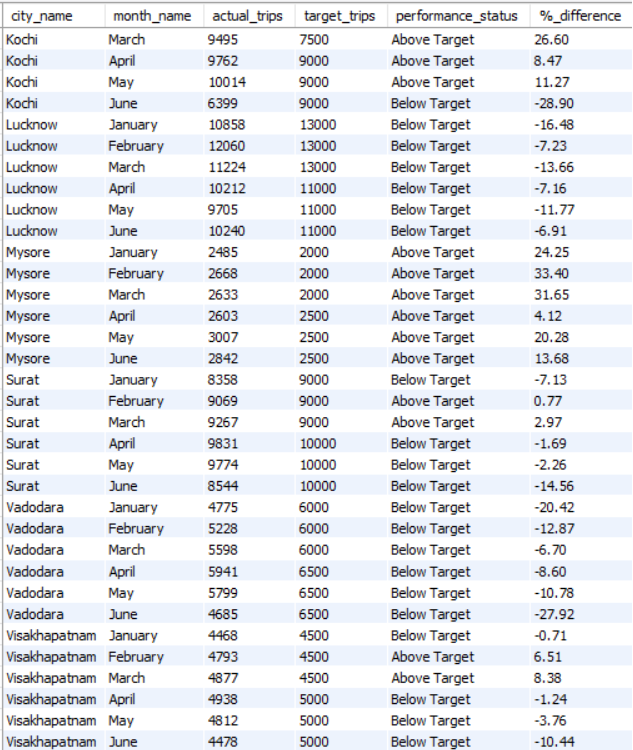 city_name month_name actual_trips target_trips performance_status %_difference
Kochi March 9495 7500 Above Target 26.60
Kochi April 9762 9000 Above Target 8.47
Kochi May 10014 9000 Above Target 11.27
Kochi June 6399 9000 Below Target -28.90
Lucknow January 10858 13000 Below Target -16.48
Lucknow February 12060 13000 Below Target -7.23
Lucknow March 11224 13000 Below Target -13.66
Lucknow April 10212 11000 Below Target -7.16
Lucknow May 9705 11000 Below Target -11.77
Lucknow June 10240 11000 Below Target -6.91
Mysore January 2485 2000 Above Target 24.25
Mysore February 2668 2000 Above Target 33.40
Mysore March 2633 2000 Above Target 31.65
Mysore April 2603 2500 Above Target 4.12
Mysore May 3007 2500 Above Target 20.28
Mysore June 2842 2500 Above Target 13.68
Surat January 8358 9000 Below Target -7.13
Surat February 9069 9000 Above Target 0.77
Surat March 9267 9000 Above Target 2.97
Surat April 9831 10000 Below Target -1.69
Surat May 9774 10000 Below Target -2.26
Surat June 8544 10000 Below Target -14.56
Vadodara January 4775 6000 Below Target -20.42
Vadodara February 5228 6000 Below Target -12.87
Vadodara March 5598 6000 Below Target -6.70
Vadodara April 5941 6500 Below Target -8.60
Vadodara May 5799 6500 Below Target -10.78
Vadodara June 4685 6500 Below Target -27.92
Visakhapatnam January 4468 4500 Below Target -0.71
Visakhapatnam February 4793 4500 Above Target 6.51
Visakhapatnam March 4877 4500 Above Target 8.38
Visakhapatnam April 4938 5000 Below Target -1.24
Visakhapatnam May 4812 5000 Below Target -3.76
Visakhapatnam June 4478 5000 Below Target -10.44